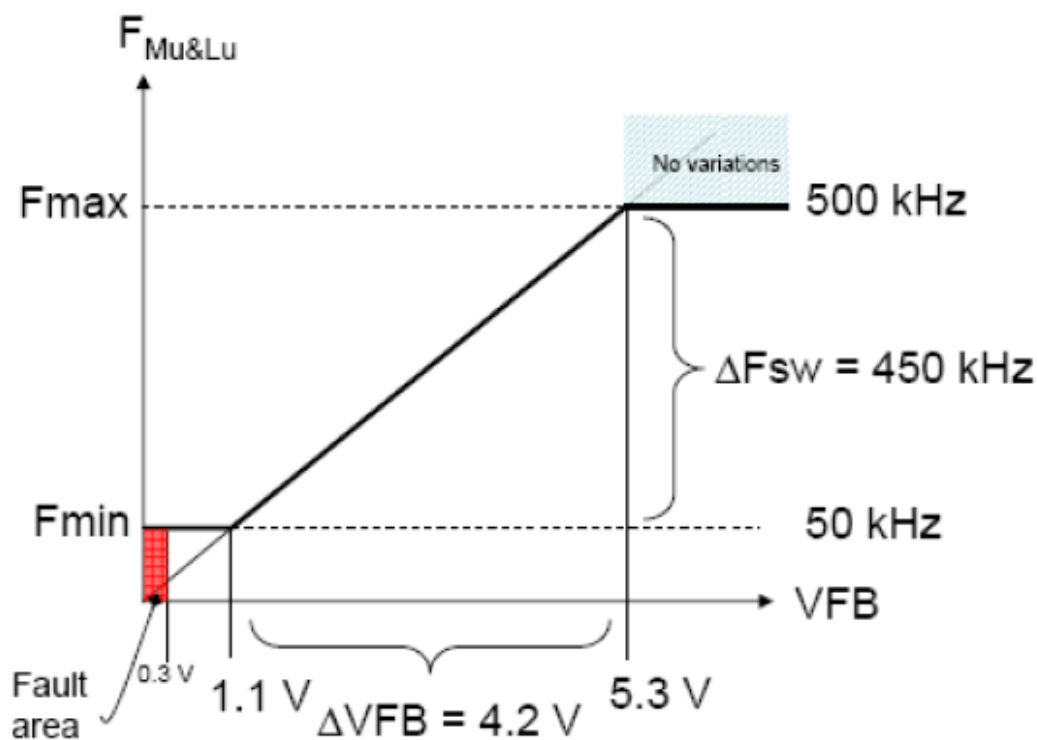 F Mu&Lu
No variations
Fmax
500 kHz
ΔFsw = 450 kHz
Fmin
50 kHz
VFB
0.3 V
Fault
area
1.1 V
ΔVFB = 4.2 V
5.3 V